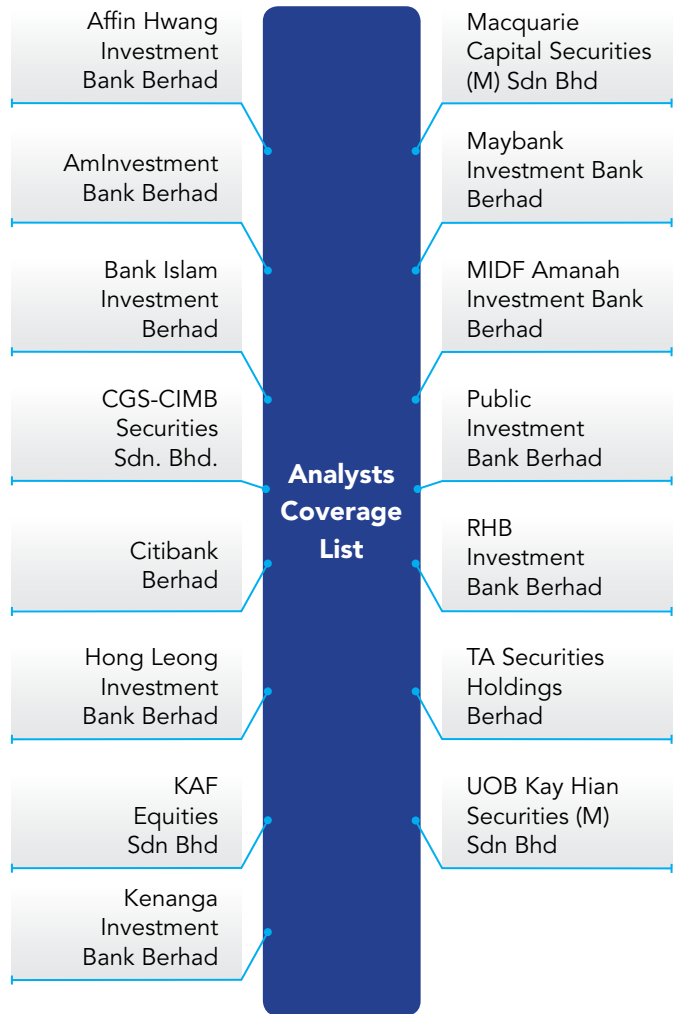 Affin Hwang
Investment
Bank Berhad
AmInvestment
Bank Berhad
Bank Islam
Investment
Berhad
CGS-CIMB
Securities
Sdn. Bhd.
Citibank
Berhad
Hong Leong
Investment
Bank Berhad
KAF
Equities
Sdn Bhd
Kenanga
Investment
Bank Berhad
Analysts
Coverage
List
Macquarie
Capital Securities
(M) Sdn Bhd
Maybank
Investment Bank
Berhad
MIDF Amanah
Investment Bank
Berhad
Public
Investment
Bank Berhad
RHB
Investment
Bank Berhad
TA Securities
Holdings
Berhad
UOB Kay Hian
Securities (M)
Sdn Bhd